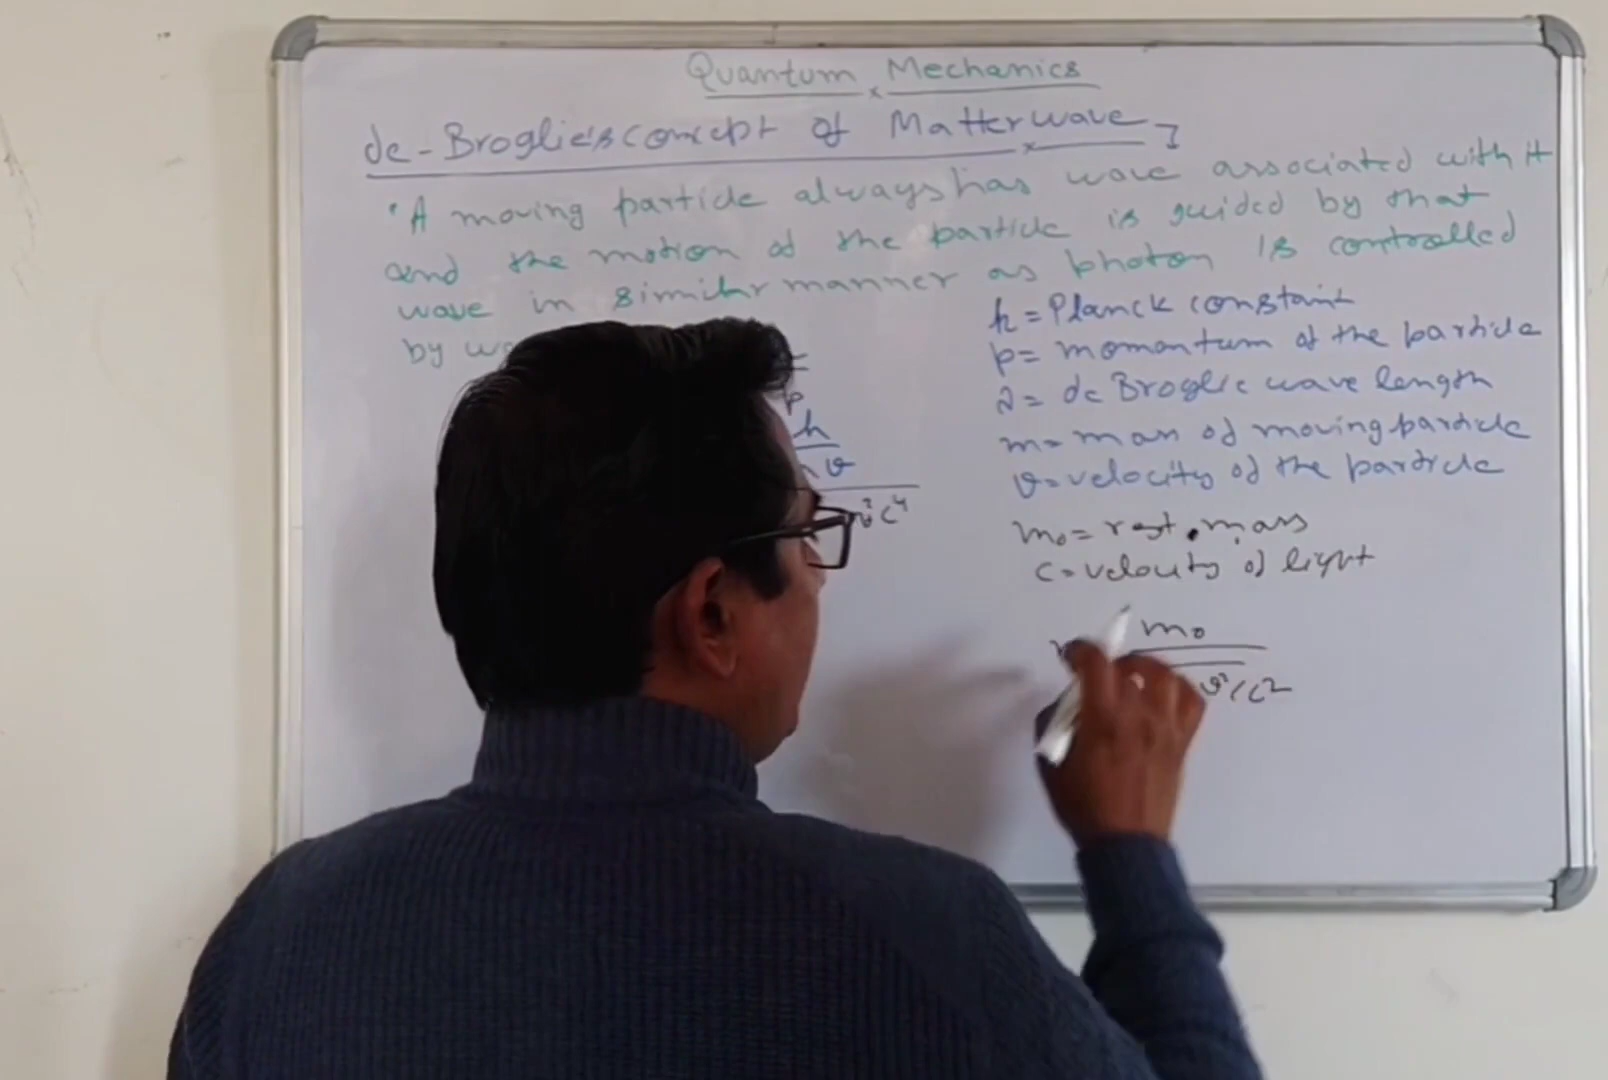 Quantum Mechanics
de-Broglie's concept of Matter wave
"A moving particle always has wave associated with it
and the motion of the particle is guided by that
wave in similar manner as photon is controlled
by
p
h
v
c⁴
h = Planck constant
p = momentum of the particle
λ = de Broglie wave length
m = mass of moving particle
v = velocity of the particle
m₀ = rest mass
c = velocity of light
m₀
v²/c²